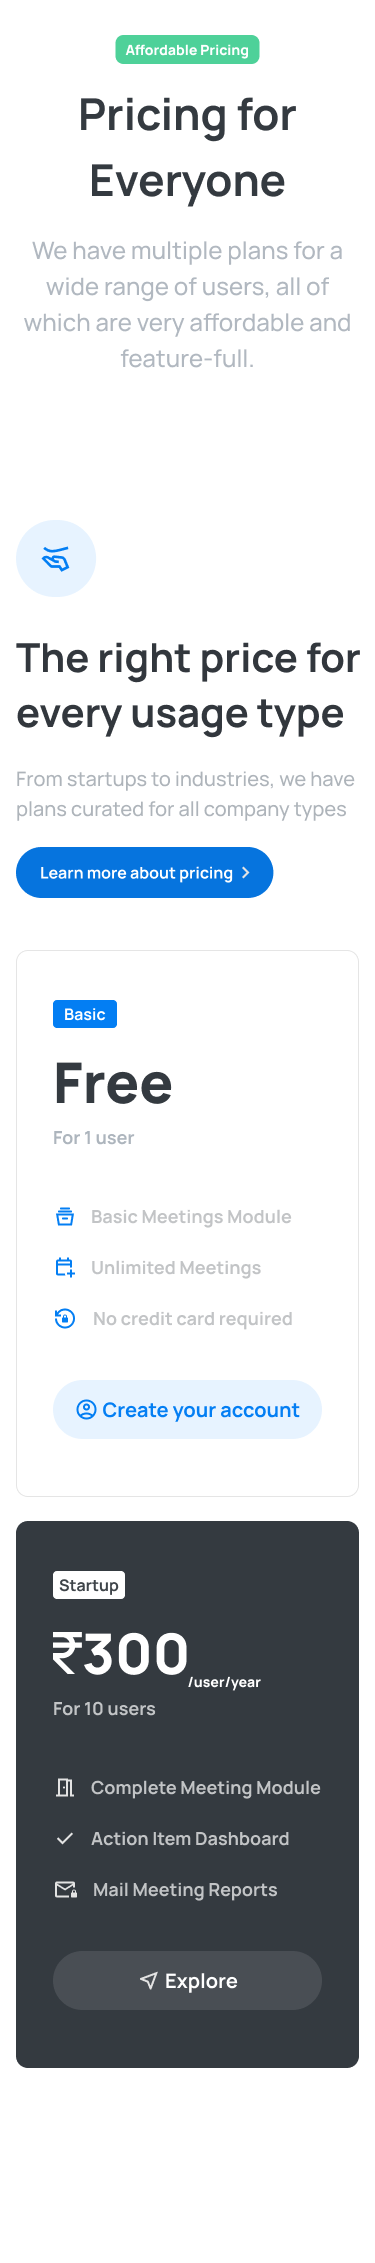 Affordable Pricing
Pricing for
Everyone
We have multiple plans for a
wide range of users, all of
which are very affordable and
feature-full.
The right price for
every usage type
From startups to industries, we have
plans curated for all company types
Learn more about pricing
Basic
Free
For 1 user
Basic Meetings Module
Unlimited Meetings
No credit card required
Create your account
Startup
₹300
/user/year
For 10 users
Complete Meeting Module
Action Item Dashboard
Mail Meeting Reports
Explore